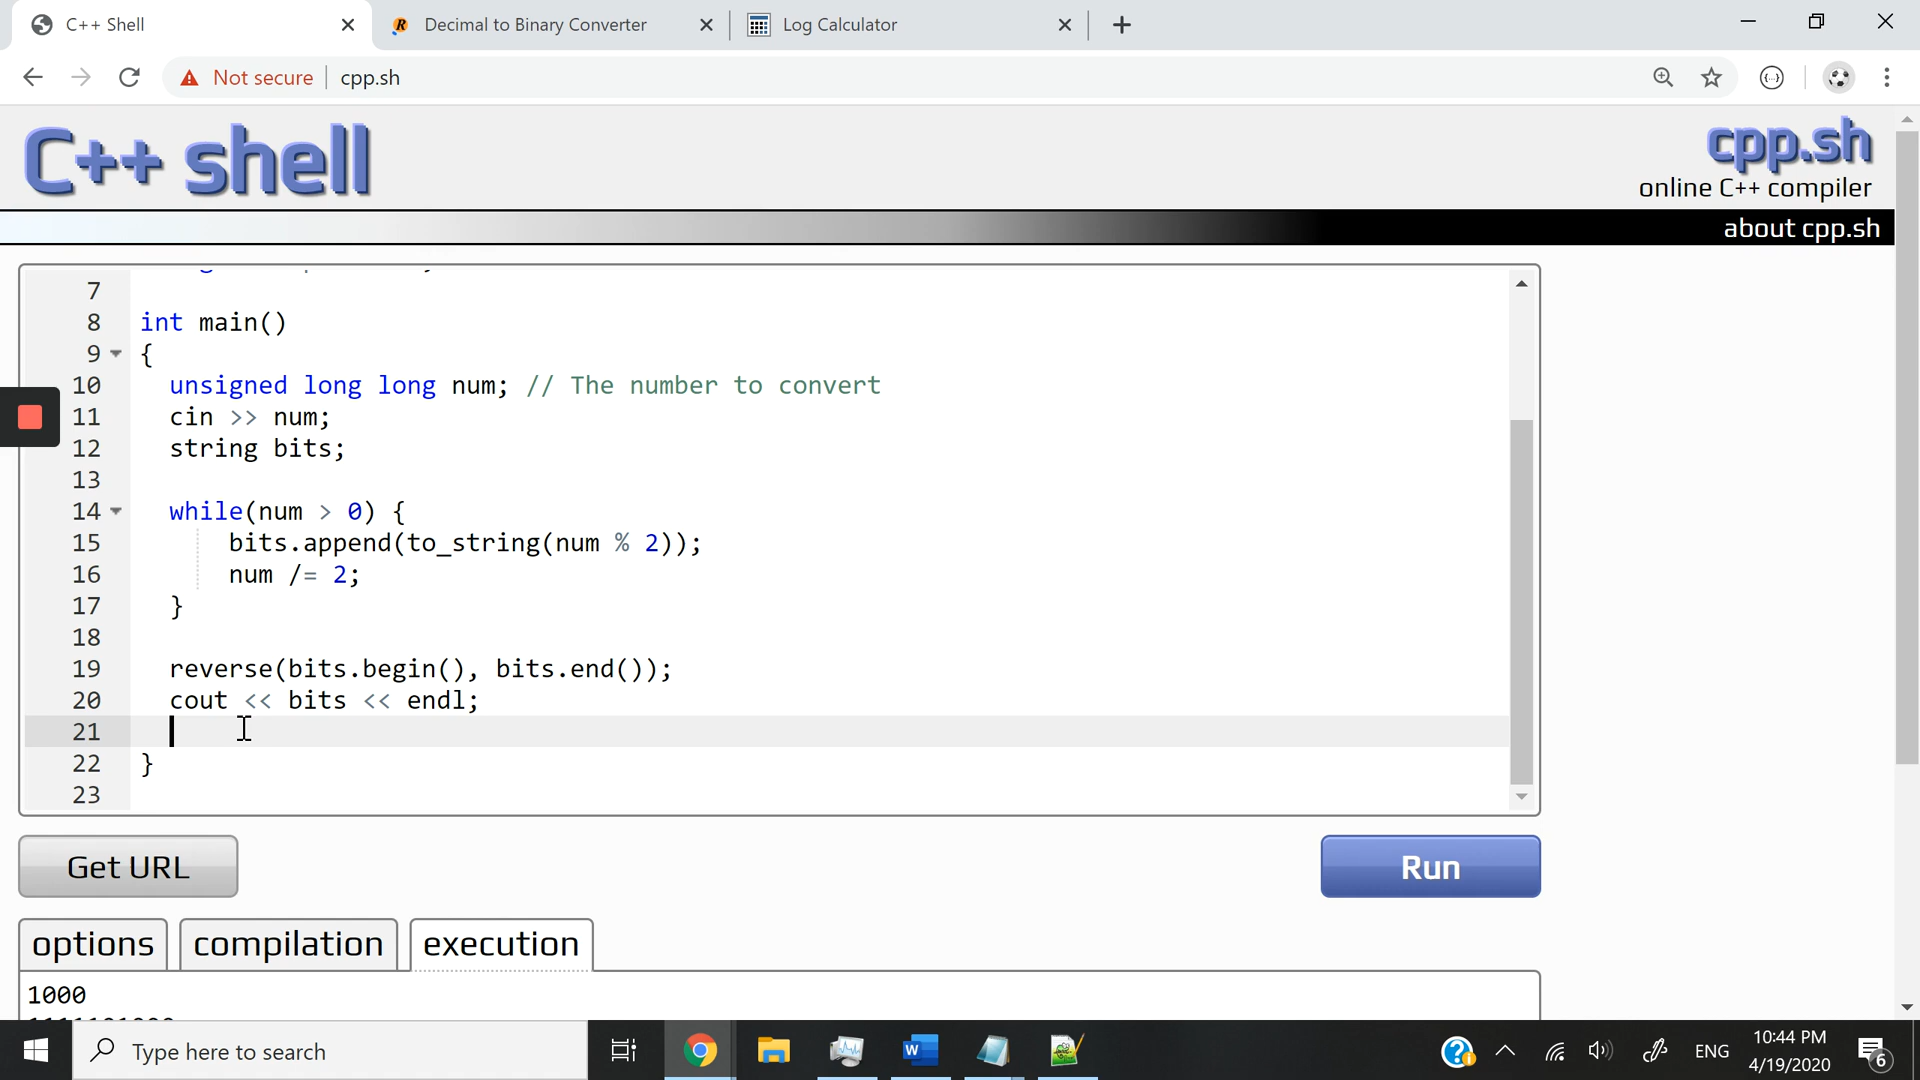 C++ Shell
Decimal to Binary Converter
Log Calculator
Not secure
cpp.sh
C++ shell
cpp.sh
online C++ compiler
about cpp.sh
7
8 int main()
9 {
10 unsigned long long num; // The number to convert
11 cin >> num;
12 string bits;
13
14 while(num > 0) {
15 bits.append(to_string(num % 2));
16 num /= 2;
17 }
18
19 reverse(bits.begin(), bits.end());
20 cout << bits << endl;
21
22 }
23
Get URL
Run
options
compilation
execution
1000
Type here to search
ENG
10:44 PM
4/19/2020
6